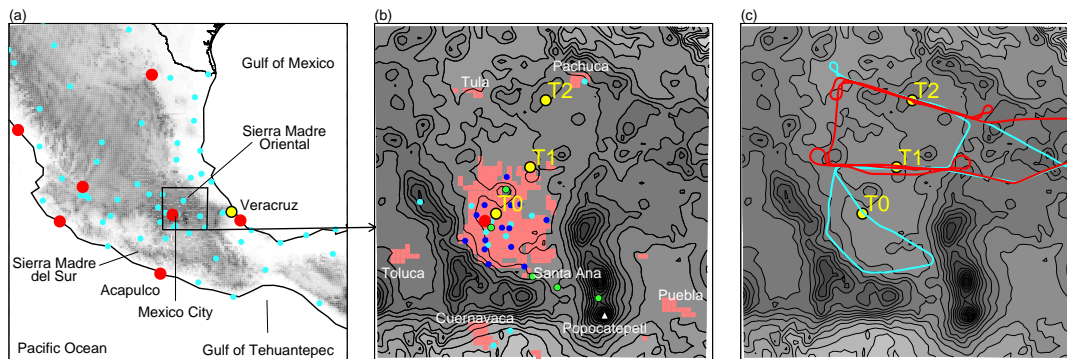 (a)
Gulf of Mexico
Sierra Madre
Oriental
Veracruz
Sierra Madre
del Sur
Acapulco
Mexico City
Pacific Ocean
Gulf of Tehuantepec
(b)
Pachuca
Tula
T2
T1
T0
Toluca
Santa Ana
Puebla
Cuernavaca
Popocatepetl
(c)
T2
T1
T0